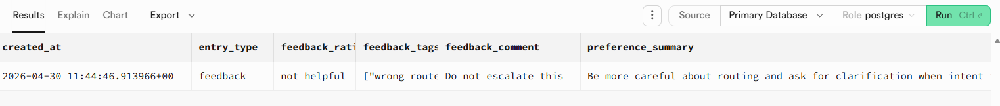 Results Explain Chart Export Source Primary Database Role postgres Run Ctrl ↵
created_at entry_type feedback_rati feedback_tags feedback_comment preference_summary
2026-04-30 11:44:46.913966+00 feedback not_helpful ["wrong route Do not escalate this Be more careful about routing and ask for clarification when intent